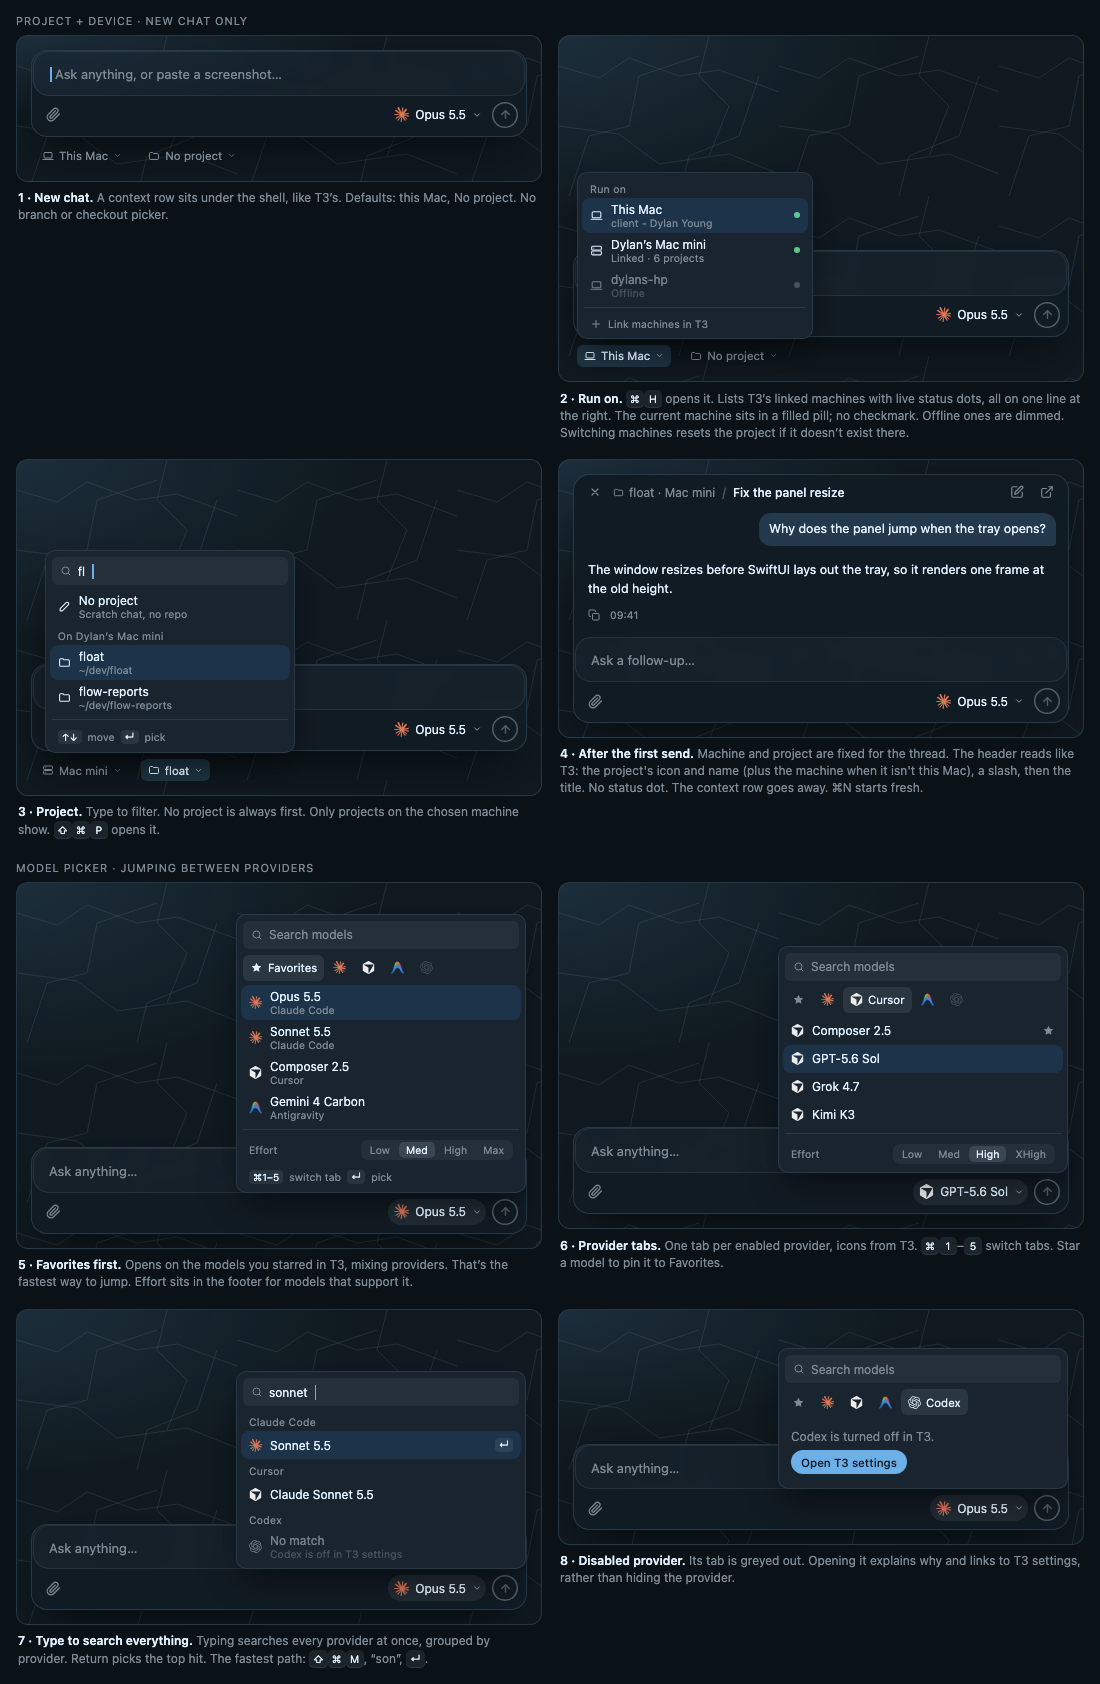 PROJECT + DEVICE · NEW CHAT ONLY
Ask anything, or paste a screenshot...
Opus 5.5
This Mac
No project
1 · New chat. A context row sits under the shell, like T3's. Defaults: this Mac, No project. No
branch or checkout picker.
Run on
This Mac
client - Dylan Young
Dylan's Mac mini
Linked · 6 projects
dylans-hp
Offline
+ Link machines in T3
Opus 5.5
This Mac
No project
2 · Run on. ⌘ H opens it. Lists T3's linked machines with live status dots, all on one line at
the right. The current machine sits in a filled pill; no checkmark. Offline ones are dimmed.
Switching machines resets the project if it doesn't exist there.
fl
No project
Scratch chat, no repo
On Dylan's Mac mini
float
~/dev/float
flow-reports
~/dev/flow-reports
↑↓ move ↵ pick
Opus 5.5
Mac mini
float
3 · Project. Type to filter. No project is always first. Only projects on the chosen machine
show. ⇧ ⌘ P opens it.
float · Mac mini / Fix the panel resize
Why does the panel jump when the tray opens?
The window resizes before SwiftUI lays out the tray, so it renders one frame at
the old height.
09:41
Ask a follow-up...
Opus 5.5
4 · After the first send. Machine and project are fixed for the thread. The header reads like
T3: the project's icon and name (plus the machine when it isn't this Mac), a slash, then the
title. No status dot. The context row goes away. ⌘N starts fresh.
MODEL PICKER · JUMPING BETWEEN PROVIDERS
Search models
Favorites
Opus 5.5
Claude Code
Sonnet 5.5
Claude Code
Composer 2.5
Cursor
Gemini 4 Carbon
Antigravity
Effort Low Med High Max
⌘1–5 switch tab ↵ pick
Ask anything...
Opus 5.5
5 · Favorites first. Opens on the models you starred in T3, mixing providers. That's the
fastest way to jump. Effort sits in the footer for models that support it.
Search models
Cursor
Composer 2.5
GPT-5.6 Sol
Grok 4.7
Kimi K3
Effort Low Med High XHigh
Ask anything...
GPT-5.6 Sol
6 · Provider tabs. One tab per enabled provider, icons from T3. ⌘ 1 – 5 switch tabs. Star
a model to pin it to Favorites.
sonnet
Claude Code
Sonnet 5.5 ↵
Cursor
Claude Sonnet 5.5
Codex
No match
Codex is off in T3 settings
Ask anything...
Opus 5.5
7 · Type to search everything. Typing searches every provider at once, grouped by
provider. Return picks the top hit. The fastest path: ⇧ ⌘ M, “son”, ↵.
Search models
Codex
Codex is turned off in T3.
Open T3 settings
Ask anything...
Opus 5.5
8 · Disabled provider. Its tab is greyed out. Opening it explains why and links to T3 settings,
rather than hiding the provider.